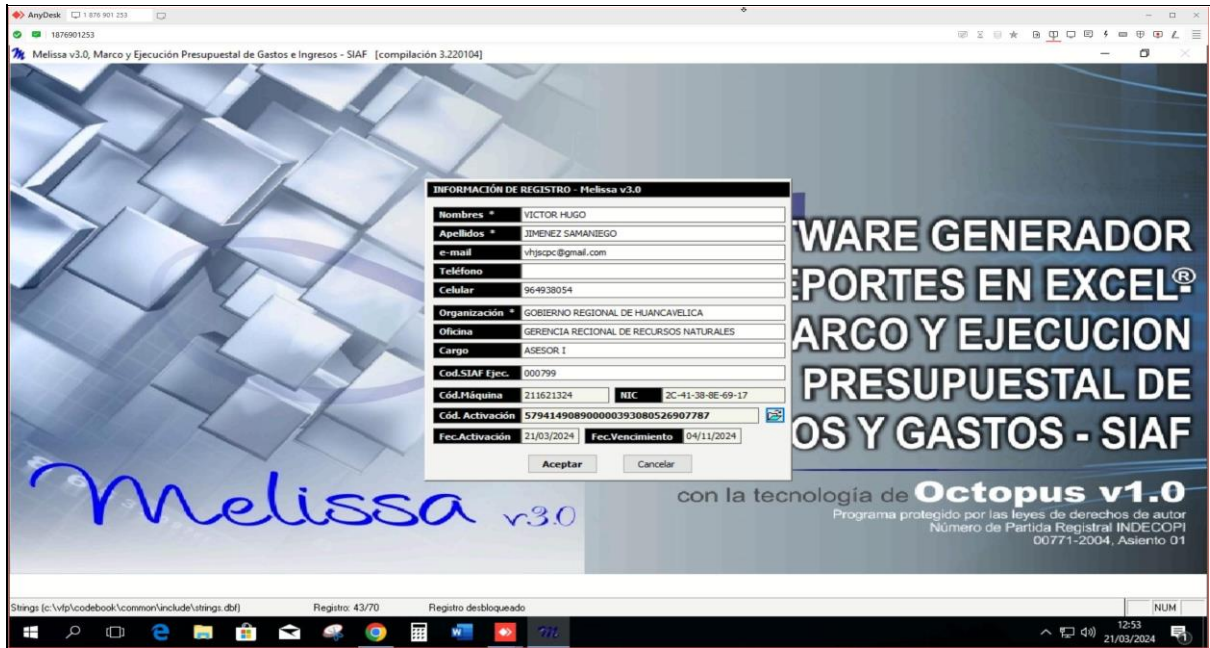 AnyDesk 1 876 901 253
1876901253
Melissa v3.0, Marco y Ejecución Presupuestal de Gastos e Ingresos - SIAF [compilación 3.220104]
INFORMACIÓN DE REGISTRO - Melissa v3.0
Nombres * VICTOR HUGO
Apellidos * JIMENEZ SAMANIEGO
e-mail vhjscpc@gmail.com
Teléfono
Celular 964938054
Organización * GOBIERNO REGIONAL DE HUANCAVELICA
Oficina GERENCIA RECIONAL DE RECURSOS NATURALES
Cargo ASESOR I
Cod.SIAF Ejec. 000799
Cód.Máquina 211621324 NIC 2C-41-38-8E-69-17
Cód. Activación 5794149089000003930805269077​87
Fec.Activación 21/03/2024 Fec.Vencimiento 04/11/2024
Aceptar Cancelar
WARE GENERADOR
EPORTES EN EXCEL®
ARCO Y EJECUCION
PRESUPUESTAL DE
OS Y GASTOS - SIAF
Melissa v3.0
con la tecnología de Octopus v1.0
Programa protegido por las leyes de derechos de autor
Número de Partida Registral INDECOPI
00771-2004, Asiento 01
Strings (c:\vfp\codebook\common\include\strings.dbf) Registro: 43/70 Registro desbloqueado NUM
12:53
21/03/2024